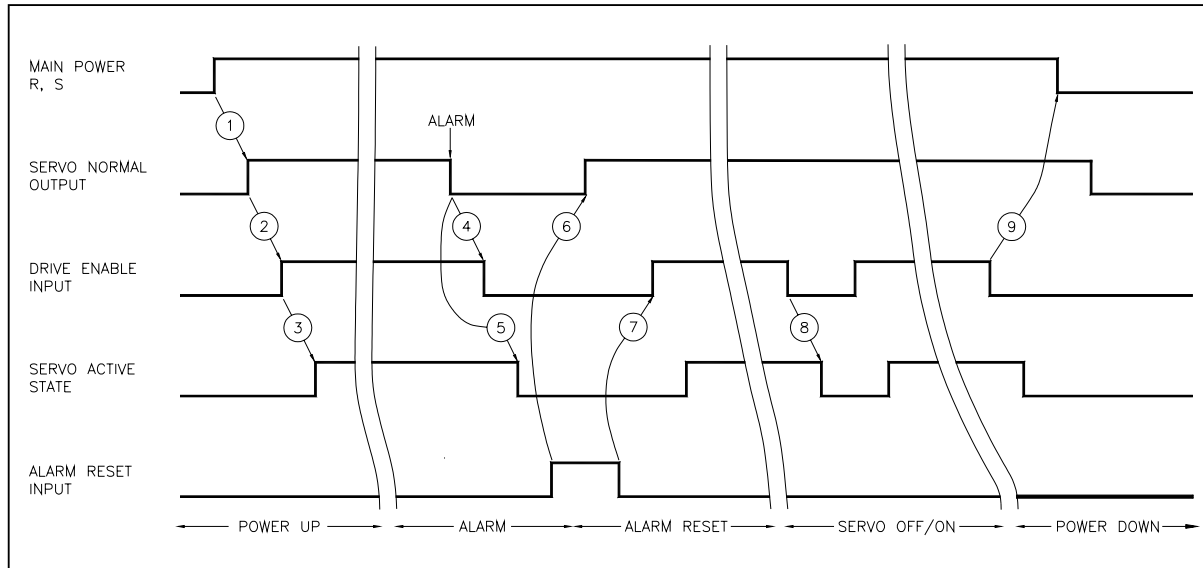 MAIN POWER
R, S
1
ALARM
SERVO NORMAL
OUTPUT
2
4
6
9
DRIVE ENABLE
INPUT
3
5
7
8
SERVO ACTIVE
STATE
ALARM RESET
INPUT
POWER UP
ALARM
ALARM RESET
SERVO OFF/ON
POWER DOWN